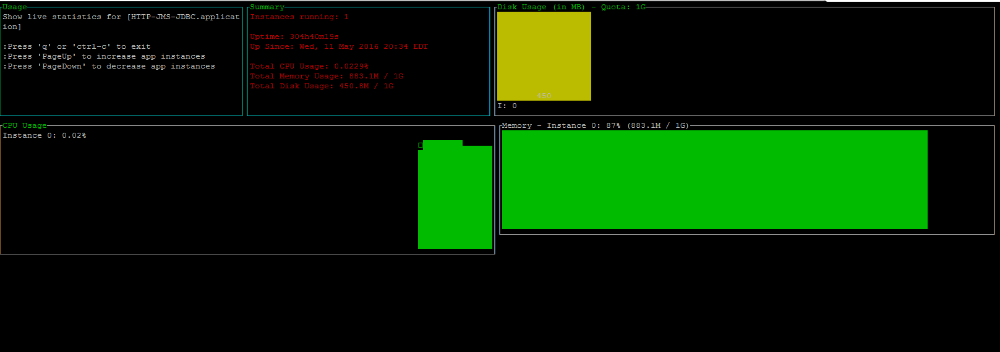 Usage
Show live statistics for [HTTP-JMS-JDBC.applicat
ion]
:Press 'q' or 'ctrl-c' to exit
:Press 'PageUp' to increase app instances
:Press 'PageDown' to decrease app instances
Summary
Instances running: 1
Uptime: 304h40m19s
Up Since: Wed, 11 May 2016 20:34 EDT
Total CPU Usage: 0.0229%
Total Memory Usage: 883.1M / 1G
Total Disk Usage: 450.8M / 1G
Disk Usage (in MB) - Quota: 1G
450
I: 0
CPU Usage
Instance 0: 0.02%
Memory - Instance 0: 87% (883.1M / 1G)